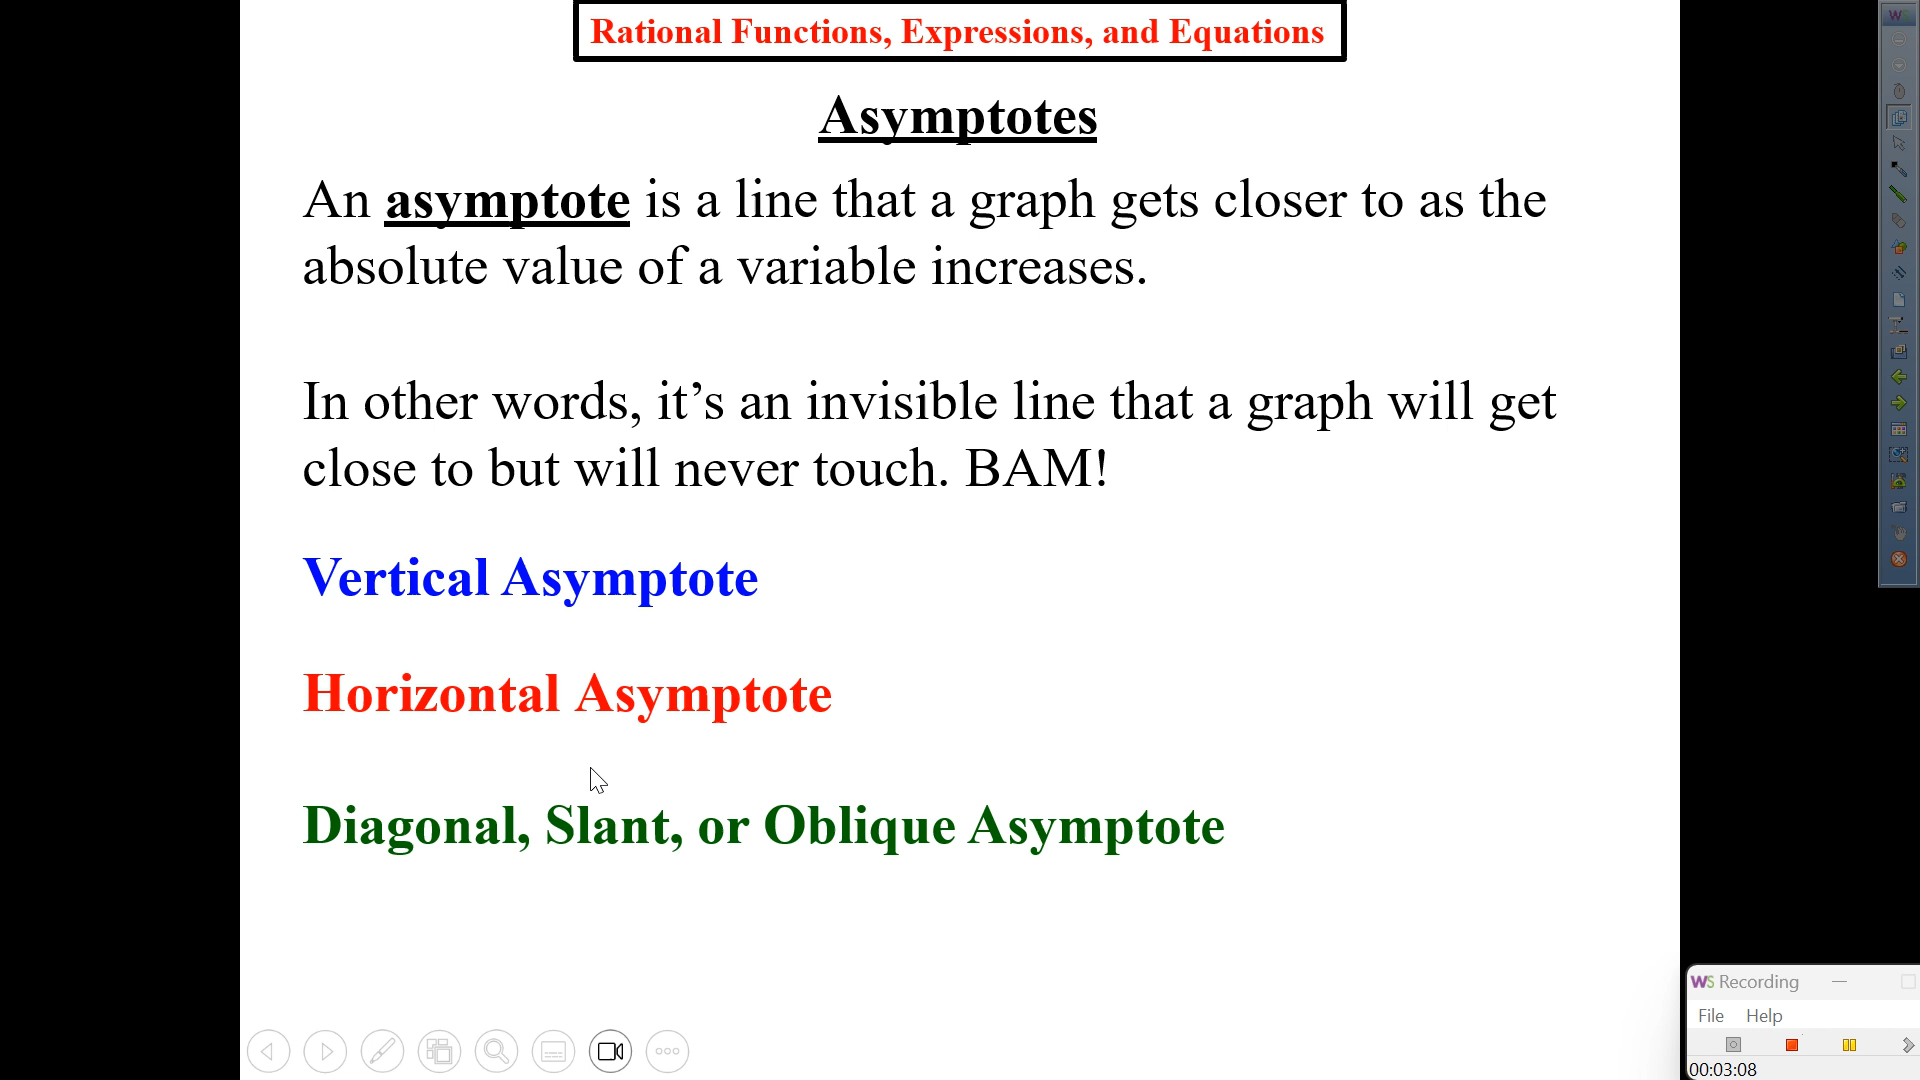 Rational Functions, Expressions, and Equations
Asymptotes
An asymptote is a line that a graph gets closer to as the
absolute value of a variable increases.
In other words, it’s an invisible line that a graph will get
close to but will never touch. BAM!
Vertical Asymptote
Horizontal Asymptote
Diagonal, Slant, or Oblique Asymptote
WS
WS Recording
File Help
00:03:08